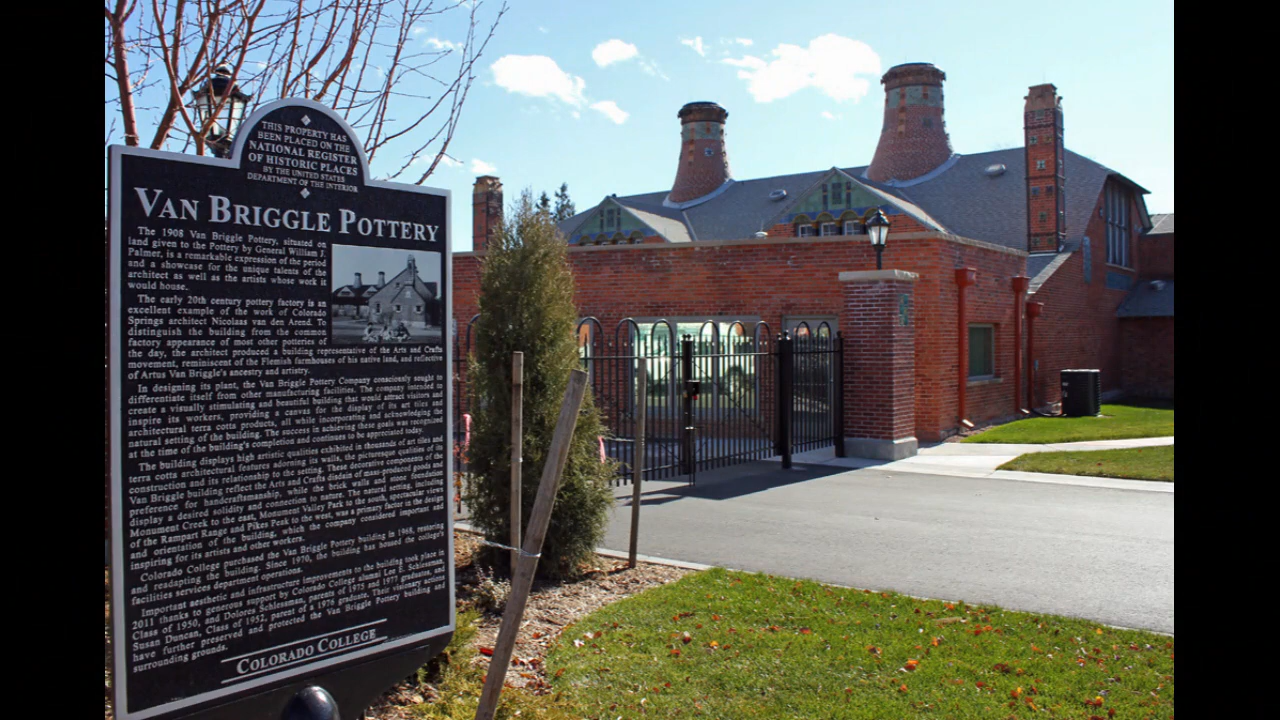 THIS PROPERTY HAS
BEEN PLACED ON THE
NATIONAL REGISTER
OF HISTORIC PLACES
BY THE UNITED STATES
DEPARTMENT OF THE INTERIOR
VAN BRIGGLE POTTERY
The 1908 Van Briggle Pottery, situated on
land given to the Pottery by General William J.
Palmer, is a remarkable expression of the period
and a showcase for the unique talents of the
architect as well as the artists whose work it
would house.
The early 20th century pottery factory is an
excellent example of the work of Colorado
Springs architect Nicolaas van den Arend. To
distinguish the building from the common
factory appearance of most other potteries of
the day, the architect produced a building representative of the Arts and Crafts
movement, reminiscent of the Flemish farmhouses of his native land, and reflective
of Artus Van Briggle's ancestry and artistry.
In designing its plant, the Van Briggle Pottery Company consciously sought to
differentiate itself from other manufacturing facilities. The company intended to
create a visually stimulating and beautiful building that would attract visitors and
inspire its workers, providing a canvas for the display of its art tiles and
architectural terra cotta products, all while incorporating and acknowledging the
natural setting of the building. The success in achieving these goals was recognized
at the time of the building's completion and continues to be appreciated today.
The building displays high artistic qualities exhibited in thousands of art tiles and
terra cotta architectural features adorning its walls, the picturesque qualities of its
construction and its relationship to the setting. These decorative components of the
Van Briggle building reflect the Arts and Crafts disdain of mass-produced goods and
preference for handcraftsmanship, while the brick walls and stone foundation
display a desired solidity and connection to nature. The natural setting, including
Monument Creek to the east, Monument Valley Park to the south, spectacular views
of the Rampart Range and Pikes Peak to the west, was a primary factor in the design
and orientation of the building, which the company considered important and
inspiring for its artists and other workers.
Colorado College purchased the Van Briggle Pottery building in 1968, restoring
and readapting the building. Since 1970, the building has housed the college's
facilities services department operations.
Important aesthetic and infrastructure improvements to the building took place in
2011 thanks to generous support by Colorado College alumni Lee E. Schlessman,
Class of 1950, and Dolores Schlessman, parents of 1975 and 1977 graduates, and
Susan Duncan, Class of 1952, parent of a 1976 graduate. Their visionary actions
have further preserved and protected the Van Briggle Pottery building and
surrounding grounds.
COLORADO COLLEGE